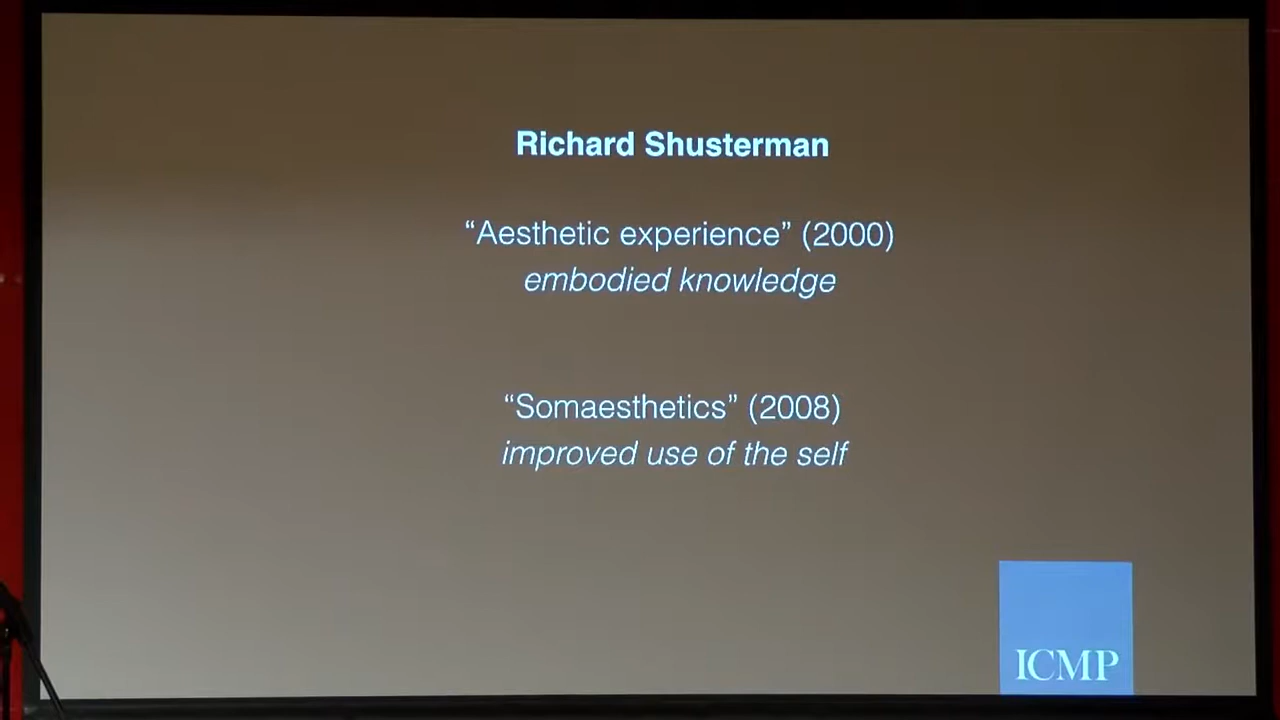 Richard Shusterman
“Aesthetic experience” (2000)
embodied knowledge
“Somaesthetics” (2008)
improved use of the self
ICMP